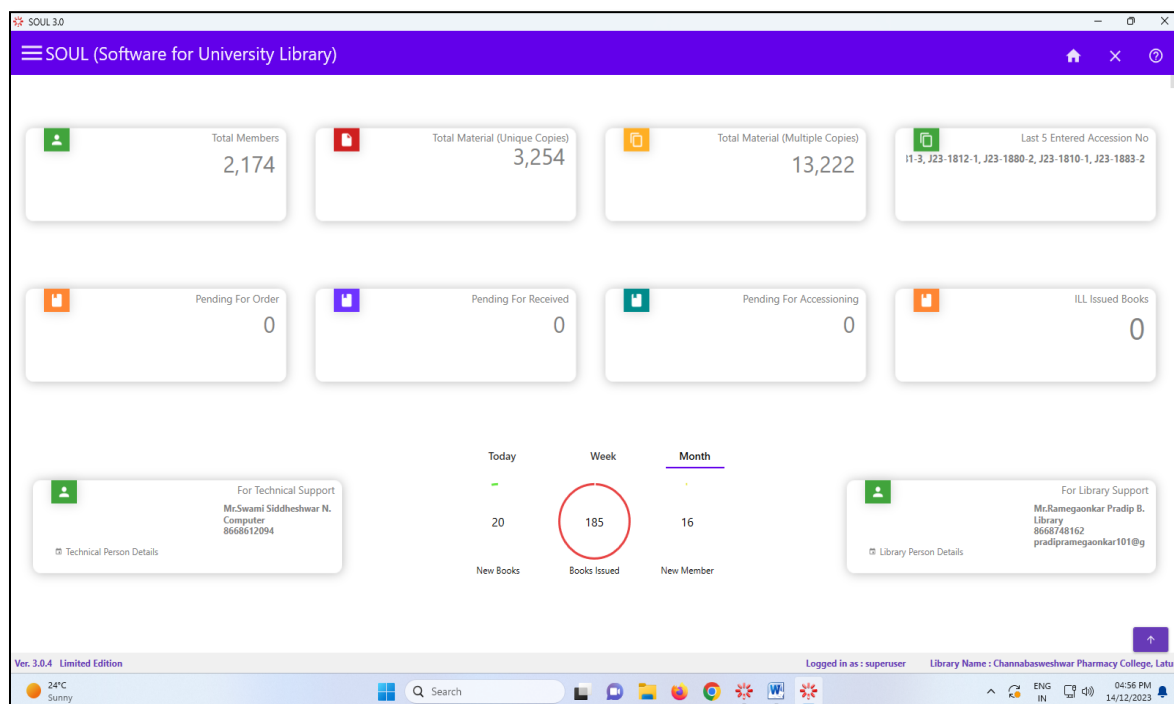 SOUL 3.0
SOUL (Software for University Library)
Total Members
2,174
Total Material (Unique Copies)
3,254
Total Material (Multiple Copies)
13,222
Last 5 Entered Accession No
1-3, J23-1812-1, J23-1880-2, J23-1810-1, J23-1883-2
Pending For Order
0
Pending For Received
0
Pending For Accessioning
0
ILL Issued Books
0
Today Week Month
20 185 16
New Books Books Issued New Member
For Technical Support
Mr.Swami Siddheshwar N.
Computer
8668612094
Technical Person Details
For Library Support
Mr.Ramegaonkar Pradip B.
Library
8668748162
pradipramegaonkar101@g
Library Person Details
Ver. 3.0.4 Limited Edition
Logged in as : superuser
Library Name : Channabasweshwar Pharmacy College, Latu
24°C
Sunny
Search
ENG
IN
04:56 PM
14/12/2023